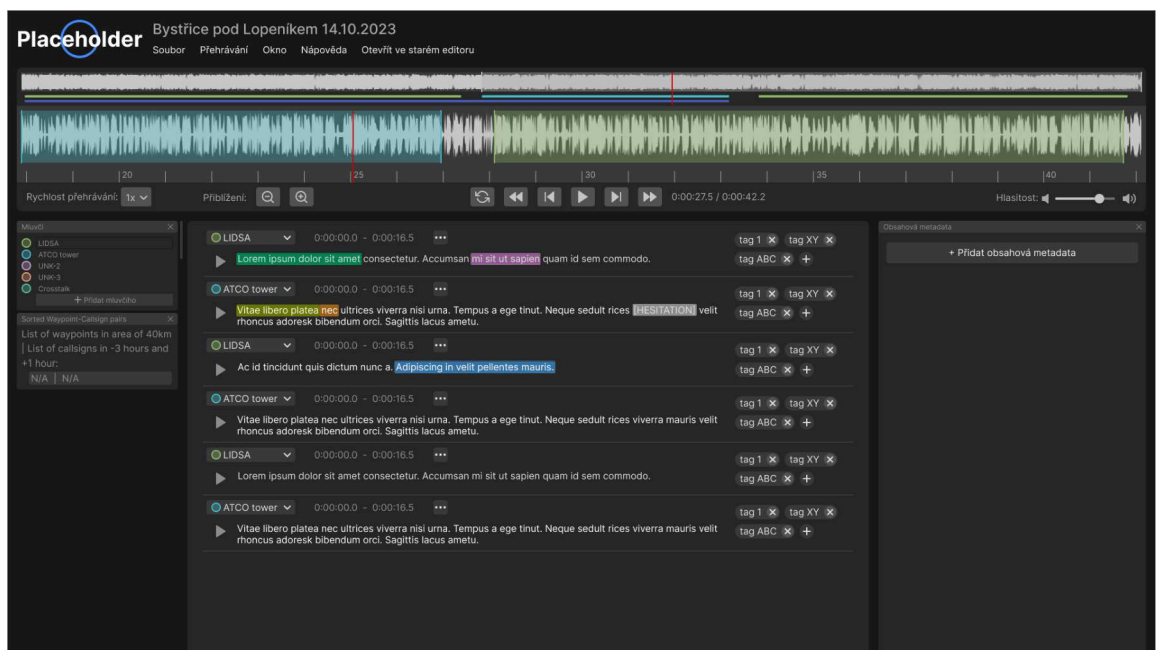 Placeholder
Bystřice pod Lopeníkem 14.10.2023
Soubor Přehrávání Okno Nápověda Otevřít ve starém editoru
20 25 30 35 40
Rychlost přehrávání: 1x Přiblížení: 0:00:27.5 / 0:00:42.2 Hlasitost:
Mluvčí
LIDSA
ATCO tower
UNK-2
UNK-3
Crosstalk
+ Přidat mluvčího
Sorted Waypoint-Callsign pairs
List of waypoints in area of 40km
| List of callsigns in -3 hours and
+1 hour:
N/A | N/A
LIDSA 0:00:00.0 - 0:00:16.5 •••
tag 1 × tag XY ×
Lorem ipsum dolor sit amet consectetur. Accumsan mi sit ut sapien quam id sem commodo.
tag ABC × +
ATCO tower 0:00:00.0 - 0:00:16.5 •••
tag 1 × tag XY ×
Vitae libero platea nec ultrices viverra nisi urna. Tempus a ege tinut. Neque sedult rices [HESITATION] velit
rhoncus adoresk bibendum orci. Sagittis lacus ametu.
tag ABC × +
LIDSA 0:00:00.0 - 0:00:16.5 •••
tag 1 × tag XY ×
Ac id tincidunt quis dictum nunc a. Adipiscing in velit pellentes mauris.
tag ABC × +
ATCO tower 0:00:00.0 - 0:00:16.5 •••
tag 1 × tag XY ×
Vitae libero platea nec ultrices viverra nisi urna. Tempus a ege tinut. Neque sedult rices viverra mauris velit
rhoncus adoresk bibendum orci. Sagittis lacus ametu.
tag ABC × +
LIDSA 0:00:00.0 - 0:00:16.5 •••
tag 1 × tag XY ×
Lorem ipsum dolor sit amet consectetur. Accumsan mi sit ut sapien quam id sem commodo.
tag ABC × +
ATCO tower 0:00:00.0 - 0:00:16.5 •••
tag 1 × tag XY ×
Vitae libero platea nec ultrices viverra nisi urna. Tempus a ege tinut. Neque sedult rices viverra mauris velit
rhoncus adoresk bibendum orci. Sagittis lacus ametu.
tag ABC × +
Obsahová metadata
+ Přidat obsahová metadata